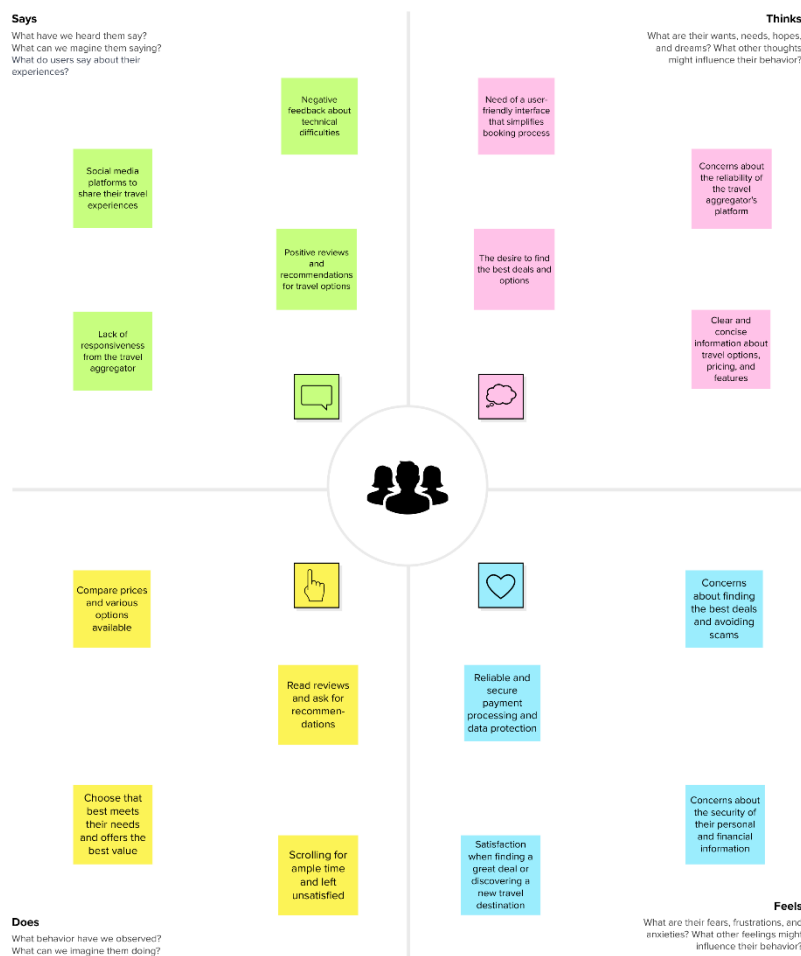 Says
What have we heard them say?
What can we magine them saying?
What do users say about their
experiences?
Thinks
What are their wants, needs, hopes,
and dreams? What other thoughts
might influence their behavior?
Negative
feedback about
technical
difficulties
Social media
platforms to
share their travel
experiences
Positive reviews
and
recommendations
for travel options
Lack of
responsiveness
from the travel
aggregator
Need of a user-
friendly interface
that simplifies
booking process
Concerns about
the reliability of
the travel
aggregator's
platform
The desire to find
the best deals and
options
Clear and
concise
information about
travel options,
pricing, and
features
Compare prices
and various
options
available
Read reviews
and ask for
recommen-
dations
Choose that
best meets
their needs
and offers the
best value
Scrolling for
ample time
and left
unsatisfied
Concerns
about finding
the best deals
and avoiding
scams
Reliable and
secure
payment
processing and
data protection
Concerns about
the security of
their personal
and financial
information
Satisfaction
when finding a
great deal or
discovering a
new travel
destination
Does
What behavior have we observed?
What can we imagine them doing?
Feels
What are their fears, frustrations, and
anxieties? What other feelings might
influence their behavior?